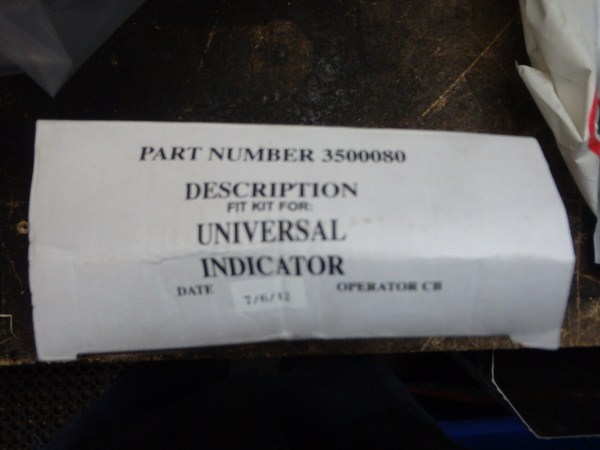 PART NUMBER 3500080
DESCRIPTION
FIT KIT FOR:
UNIVERSAL
INDICATOR
DATE 7/6/12 OPERATOR CB